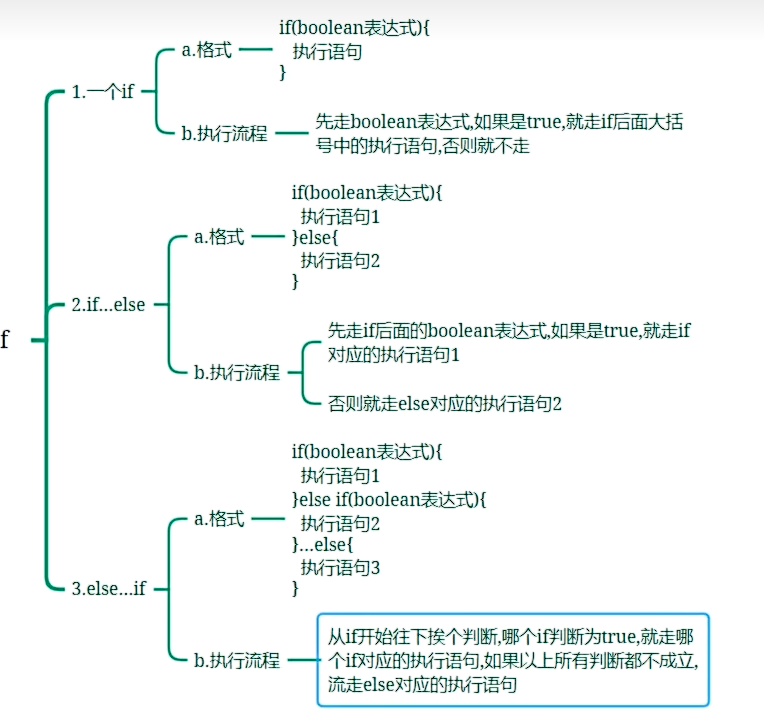 f
1.一个if
a.格式
if(boolean表达式){
执行语句
}
b.执行流程
先走boolean表达式,如果是true,就走if后面大括
号中的执行语句,否则就不走
2.if...else
a.格式
if(boolean表达式){
执行语句1
}else{
执行语句2
}
b.执行流程
先走if后面的boolean表达式,如果是true,就走if
对应的执行语句1
否则就走else对应的执行语句2
3.else...if
a.格式
if(boolean表达式){
执行语句1
}else if(boolean表达式){
执行语句2
}...else{
执行语句3
}
b.执行流程
从if开始往下挨个判断,哪个if判断为true,就走哪
个if对应的执行语句,如果以上所有判断都不成立,
流走else对应的执行语句